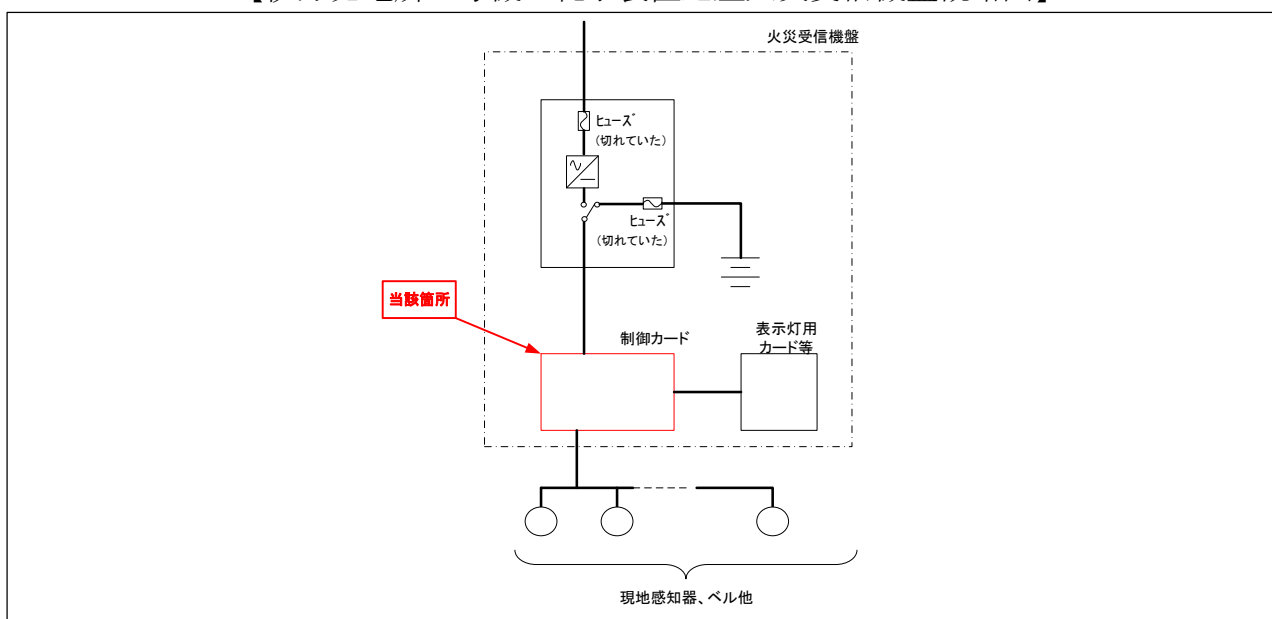 火災受信機盤
ヒューズ
(切れていた)
ヒューズ
(切れていた)
当該箇所
制御カード
表示灯用
カード等
現地感知器、ベル他